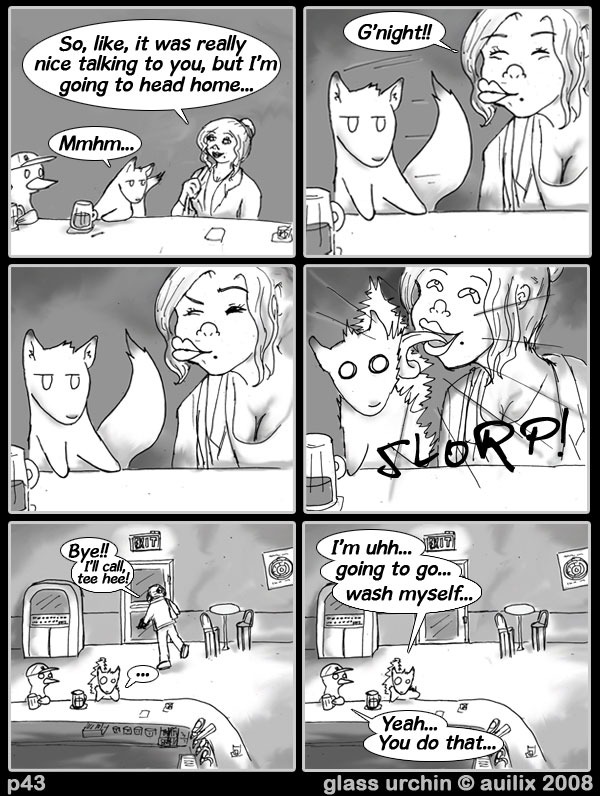 So, like, it was really
nice talking to you, but I'm
going to head home...
Mmhm...
G'night!!
SLORP!
EXIT
Bye!!
I'll call,
tee hee!
...
EXIT
I'm uhh...
going to go...
wash myself...
Yeah...
You do that...
p43
glass urchin © auilix 2008